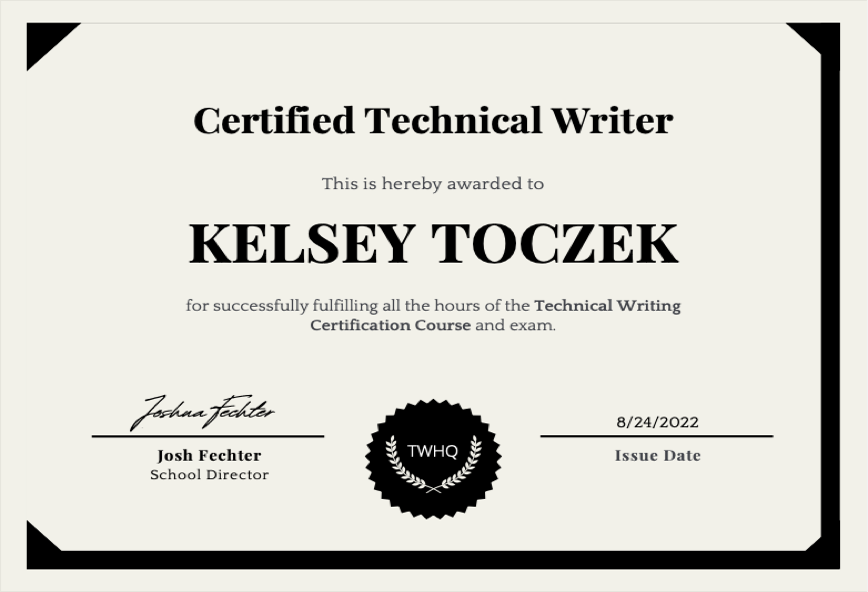 Certified Technical Writer
This is hereby awarded to
KELSEY TOCZEK
for successfully fulfilling all the hours of the Technical Writing
Certification Course and exam.
Joshua Fechter
Josh Fechter
School Director
TWHQ
8/24/2022
Issue Date